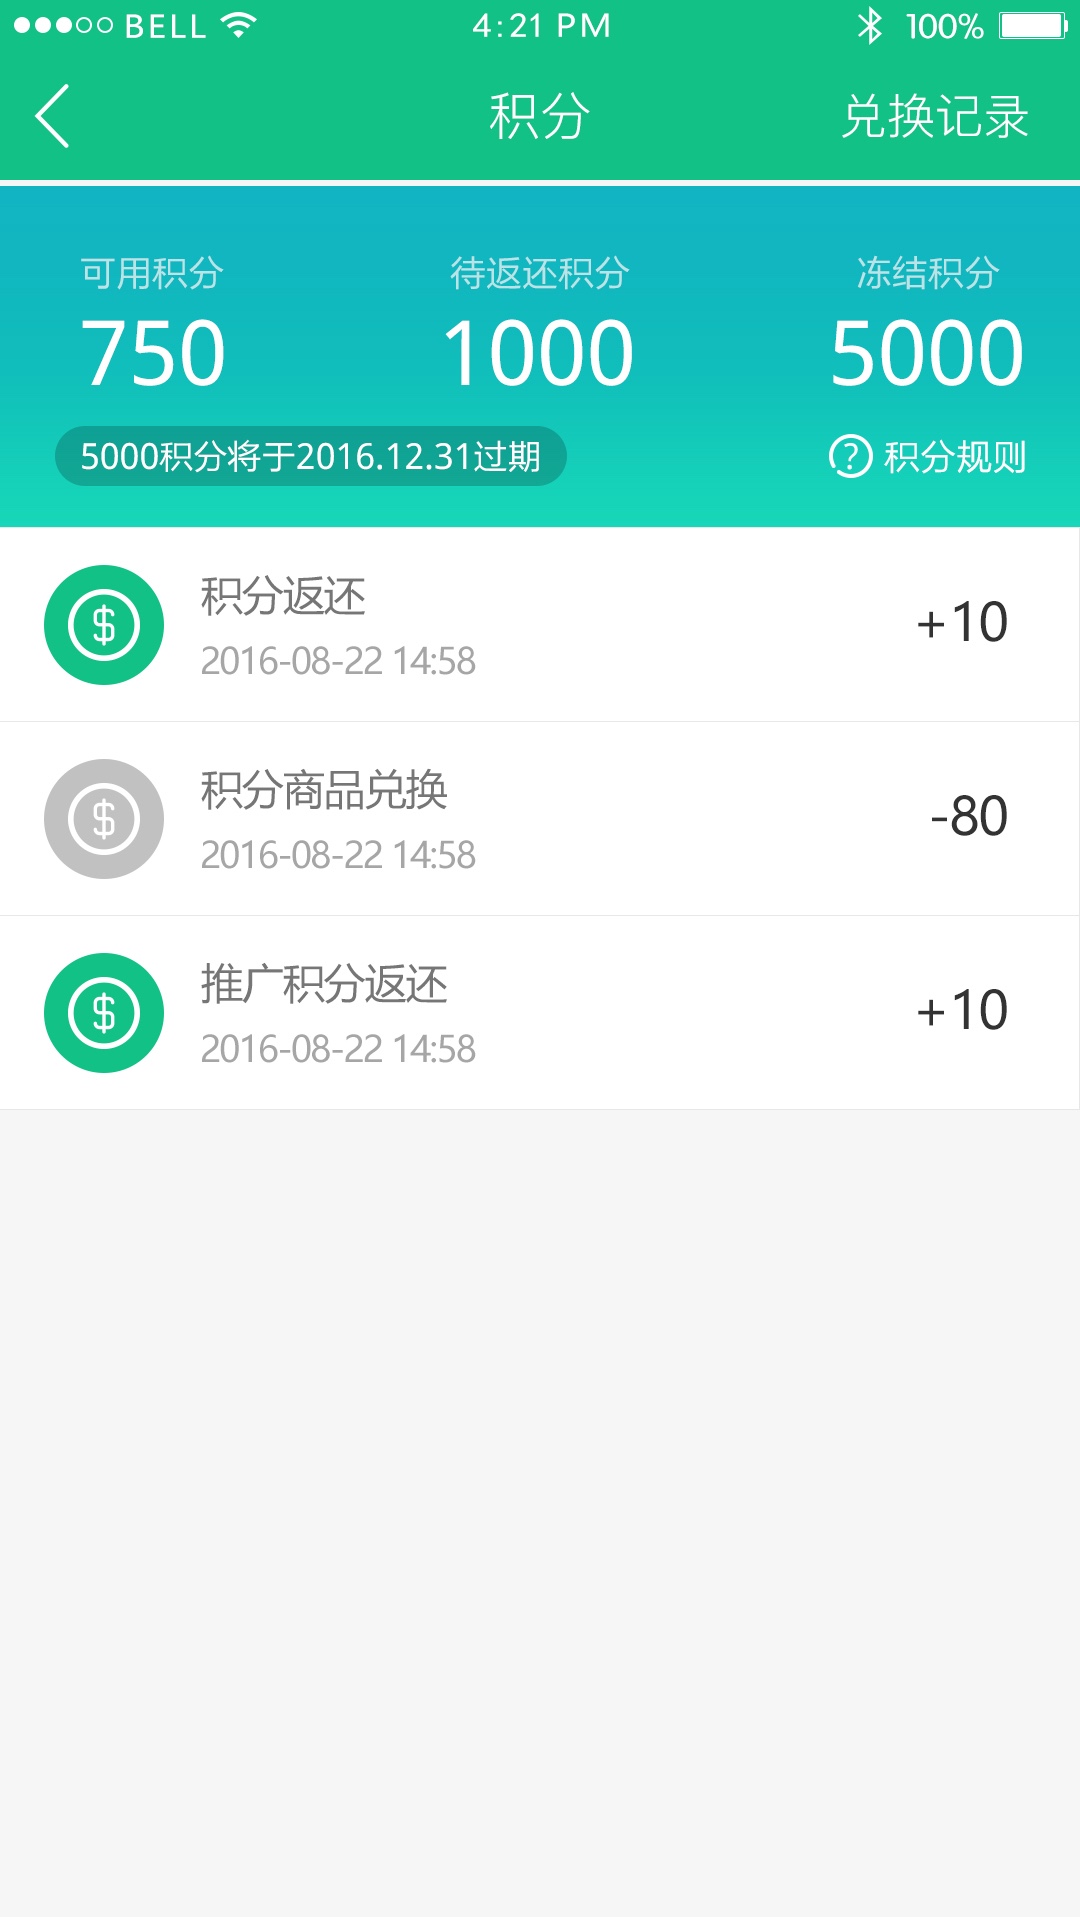 BELL 4:21 PM 100%
积分 兑换记录
可用积分 待返还积分 冻结积分
750 1000 5000
5000积分将于2016.12.31过期 ? 积分规则
$ 积分返还 +10
2016-08-22 14:58
$ 积分商品兑换 -80
2016-08-22 14:58
$ 推广积分返还 +10
2016-08-22 14:58